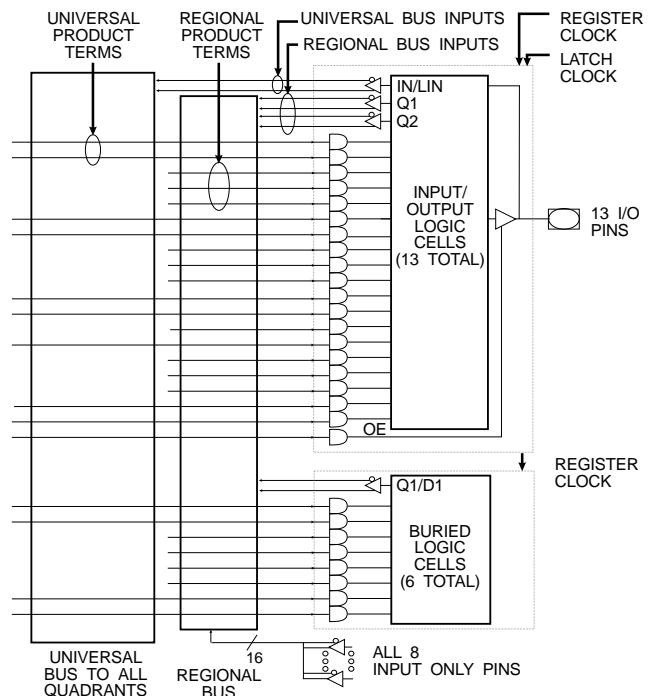 UNIVERSAL
PRODUCT
TERMS
REGIONAL
PRODUCT
TERMS
UNIVERSAL BUS INPUTS
REGIONAL BUS INPUTS
REGISTER
CLOCK
LATCH
CLOCK
IN/LIN
Q1
Q2
INPUT/
OUTPUT
LOGIC
CELLS
(13 TOTAL)
13 I/O
PINS
OE
REGISTER
CLOCK
Q1/D1
BURIED
LOGIC
CELLS
(6 TOTAL)
UNIVERSAL
BUS TO ALL
QUADRANTS
REGIONAL
BUS
16
ALL 8
INPUT ONLY PINS